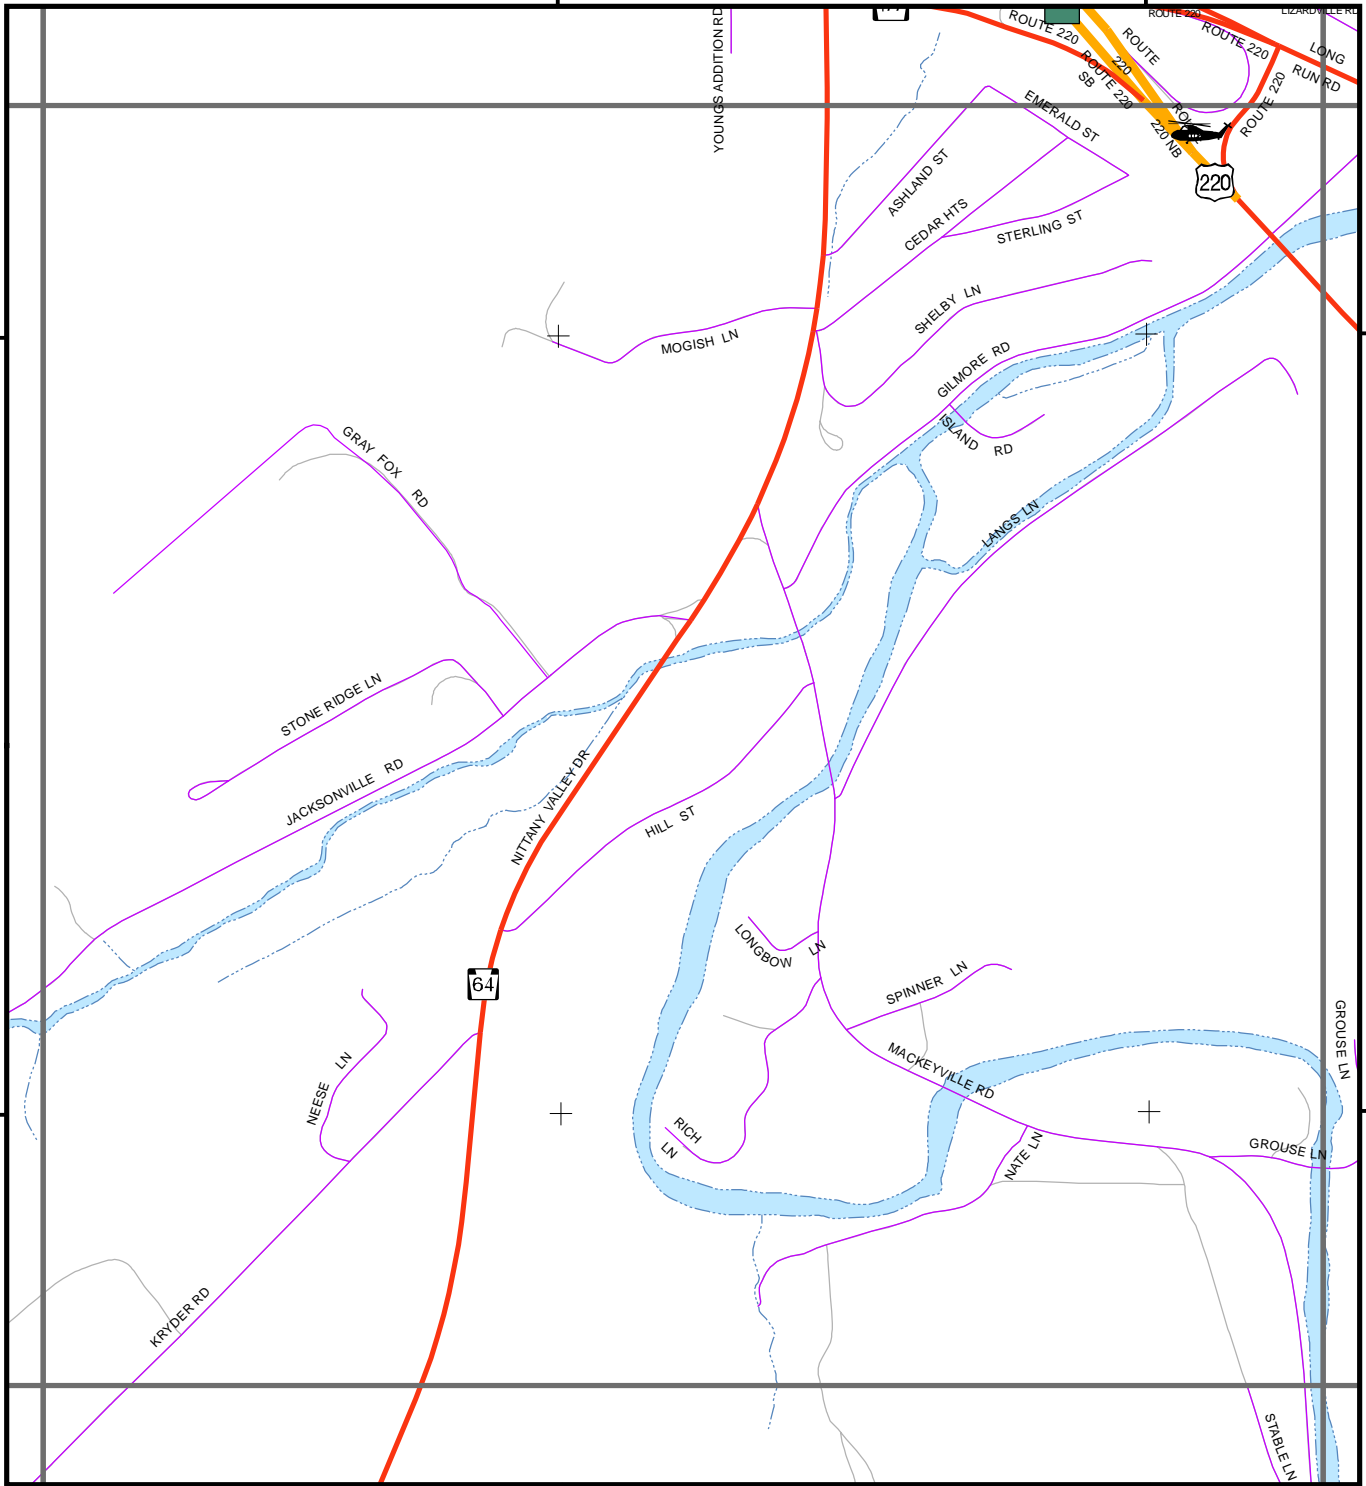 ROUTE 220
LIZARDVILLE RD
YOUNGS ADDITION RD
ROUTE 220
ROUTE
220
ROUTE 220
LONG
RUN RD
ROUTE 220
SB
ROUTE 220
220 NB
220
EMERALD ST
ASHLAND ST
CEDAR HTS
STERLING ST
SHELBY LN
MOGISH LN
GILMORE RD
ISLAND RD
GRAY FOX RD
LANGS LN
STONE RIDGE LN
JACKSONVILLE RD
NITTANY VALLEY DR
HILL ST
LONGBOW LN
64
SPINNER LN
GROUSE LN
MACKEYVILLE RD
NEESE LN
RICH
LN
NATE LN
GROUSE LN
KRYDER RD
STABLE LN